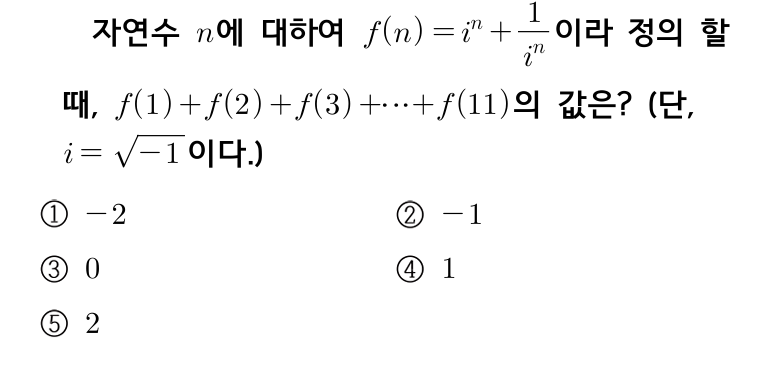 자연수 $n$에 대하여 $f(n)=i^n+\frac{1}{i^n}$이라 정의 할
때, $f(1)+f(2)+f(3)+\cdots+f(11)$의 값은? (단,
$i=\sqrt{-1}$이다.)
① $-2$ ② $-1$
③ $0$ ④ $1$
⑤ $2$